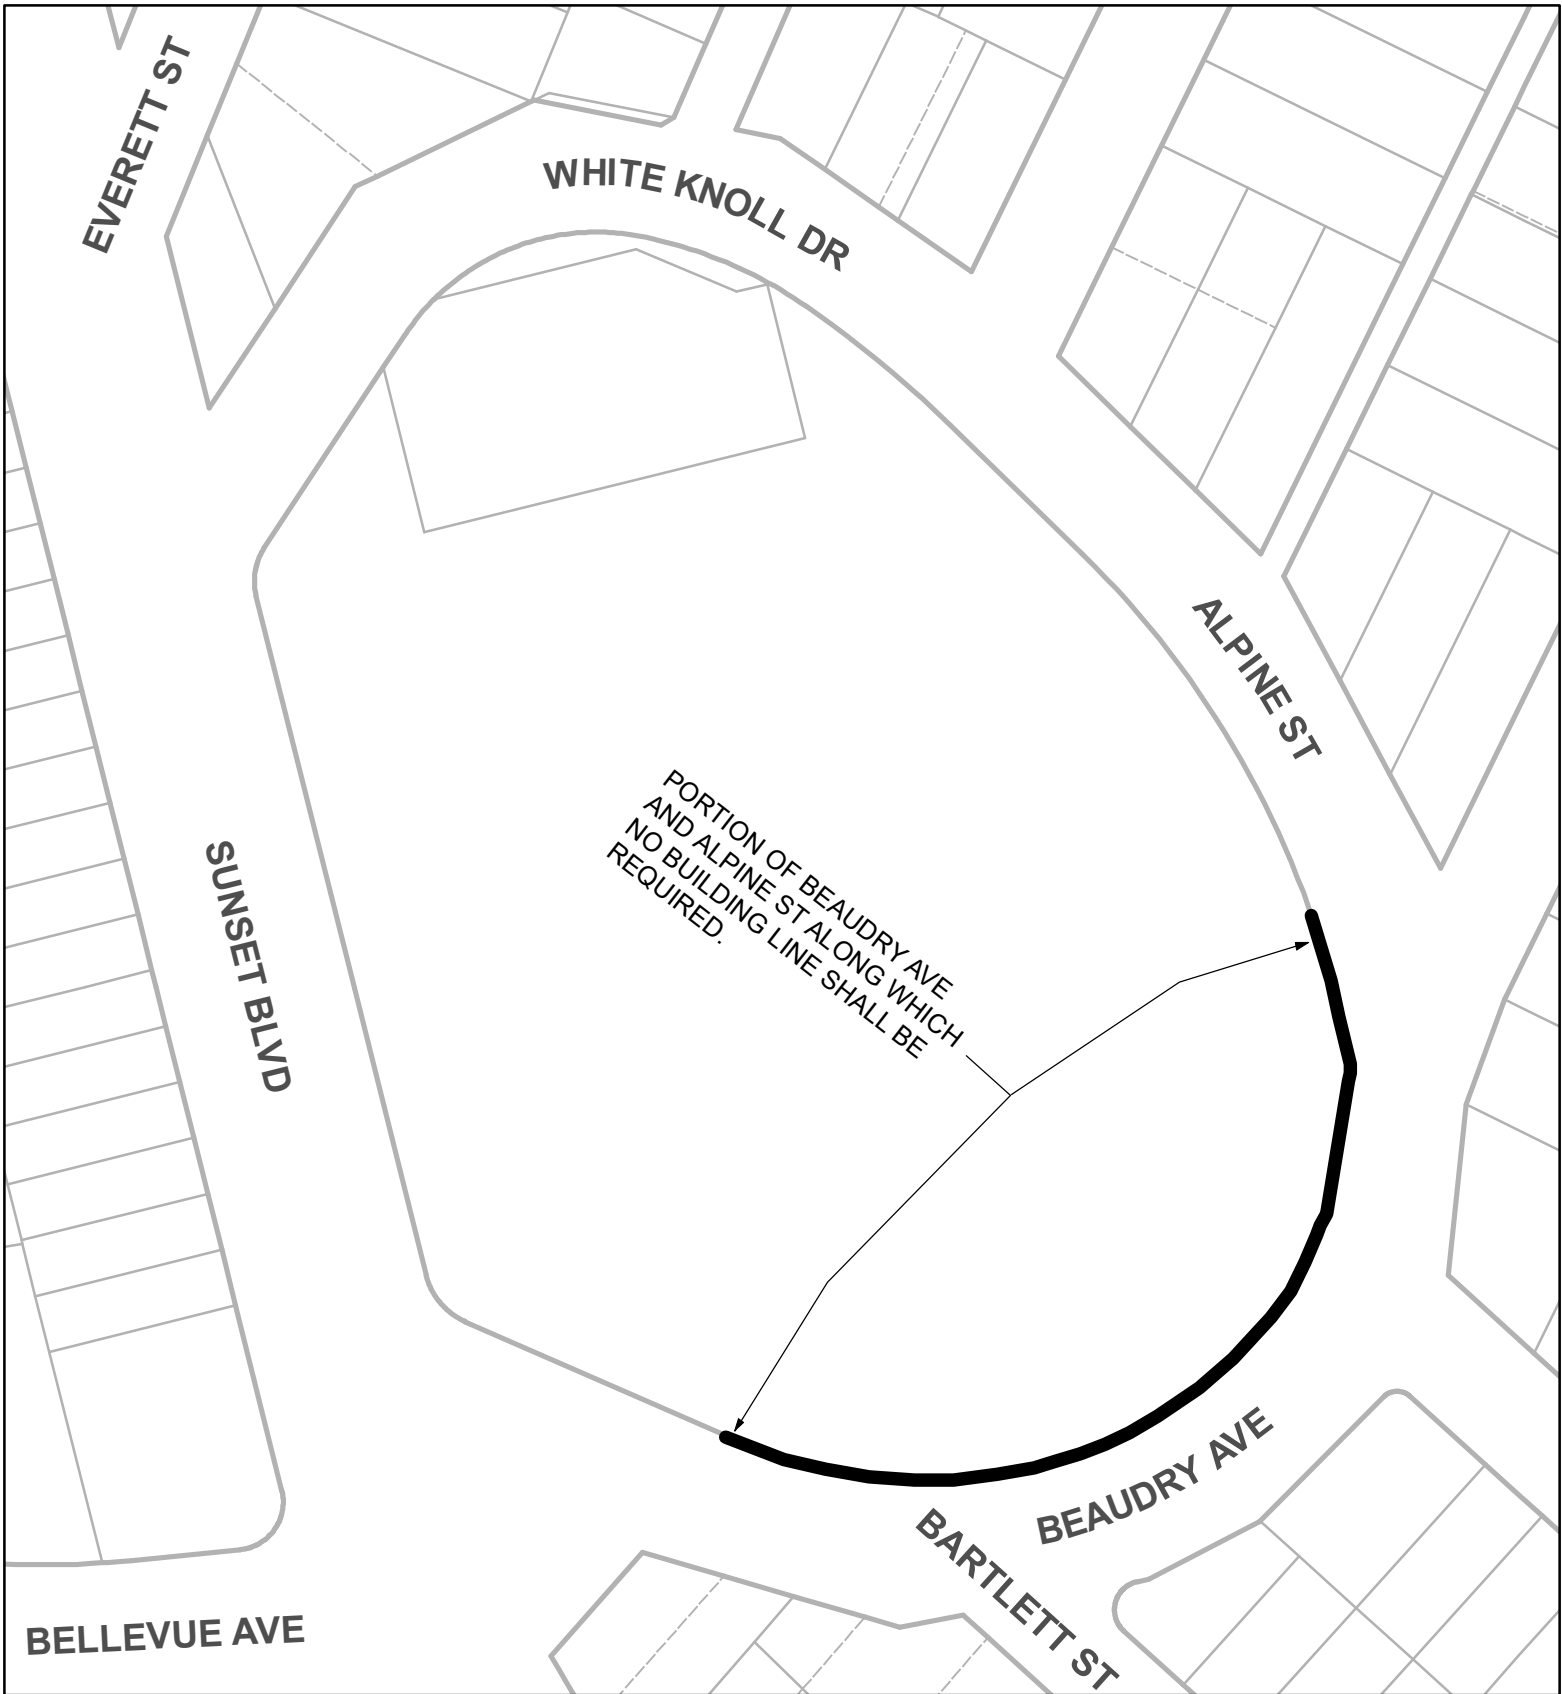 EVERETT ST
WHITE KNOLL DR
ALPINE ST
PORTION OF BEAUDRY AVE
AND ALPINE ST ALONG WHICH
NO BUILDING LINE SHALL BE
REQUIRED.
SUNSET BLVD
BEAUDRY AVE
BARTLETT ST
BELLEVUE AVE